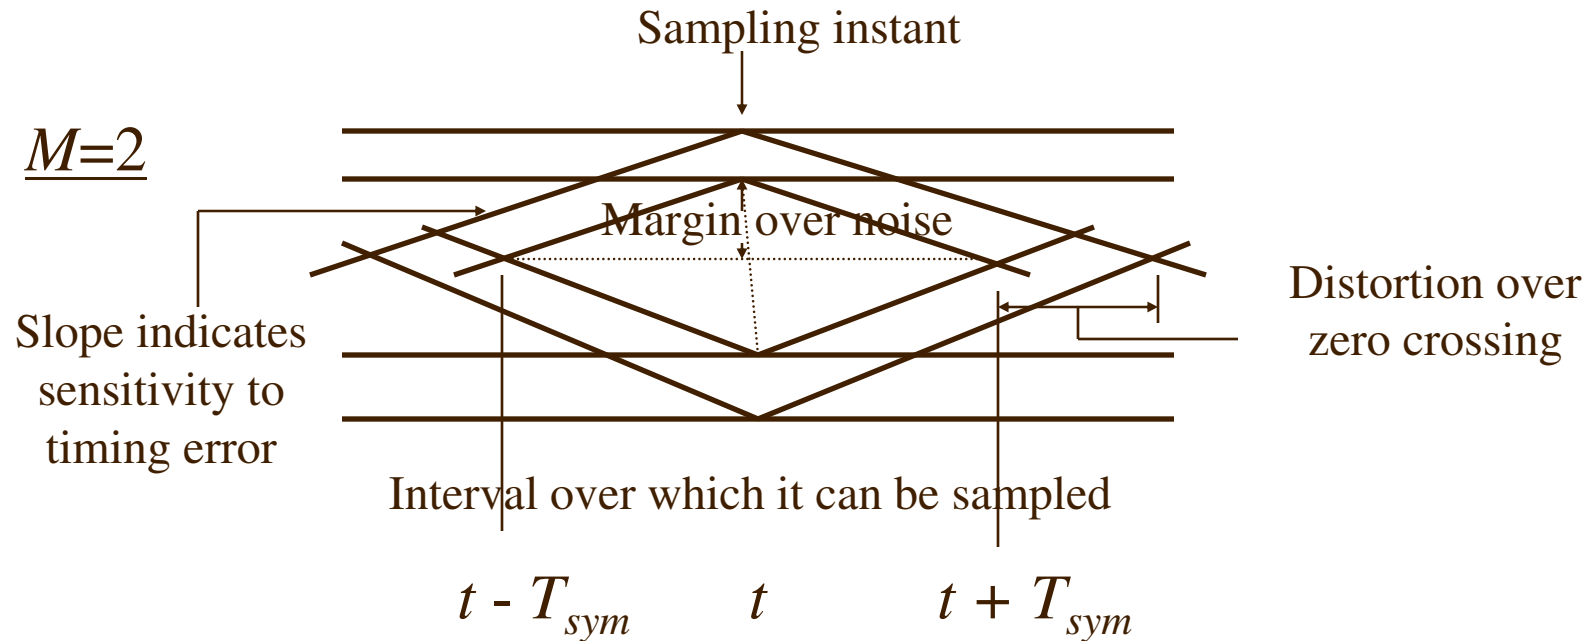 Sampling instant
M=2
Margin over noise
Slope indicates
sensitivity to
timing error
Distortion over
zero crossing
Interval over which it can be sampled
t - Tsym t t + Tsym